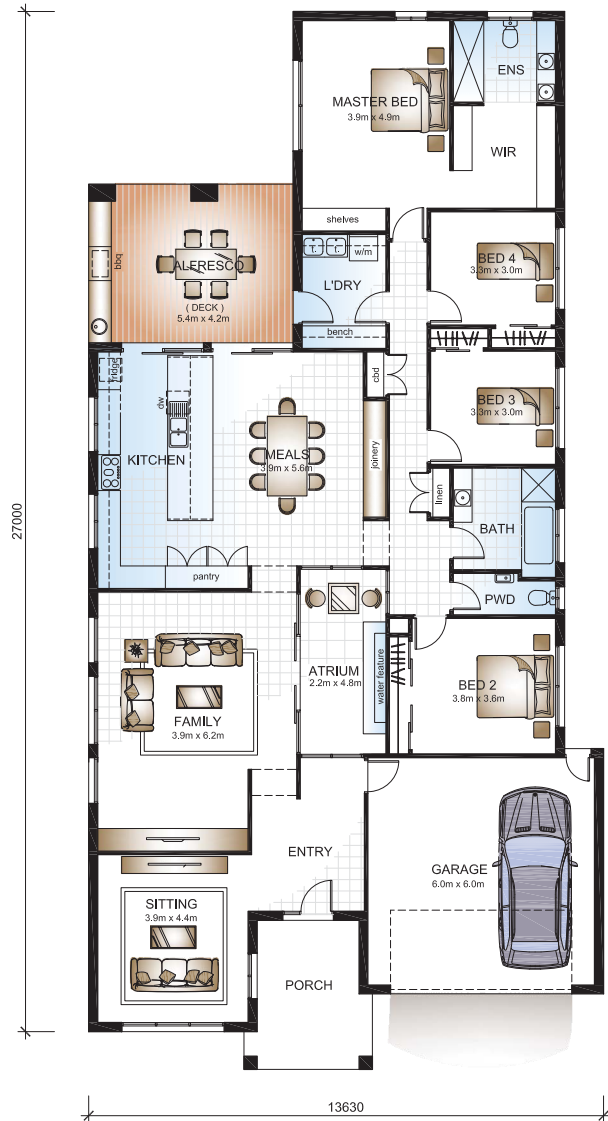 ENS
MASTER BED
3.9m x 4.9m
WIR
shelves
w/m
L'DRY
bench
BED 4
3.3m x 3.0m
bbq
ALFRESCO
( DECK )
5.4m x 4.2m
fridge
dw
KITCHEN
MEALS
3.9m x 5.6m
cbd
joinery
BED 3
3.3m x 3.0m
linen
BATH
pantry
PWD
27000
ATRIUM
2.2m x 4.8m
water feature
BED 2
3.8m x 3.6m
FAMILY
3.9m x 6.2m
ENTRY
GARAGE
6.0m x 6.0m
SITTING
3.9m x 4.4m
PORCH
13630